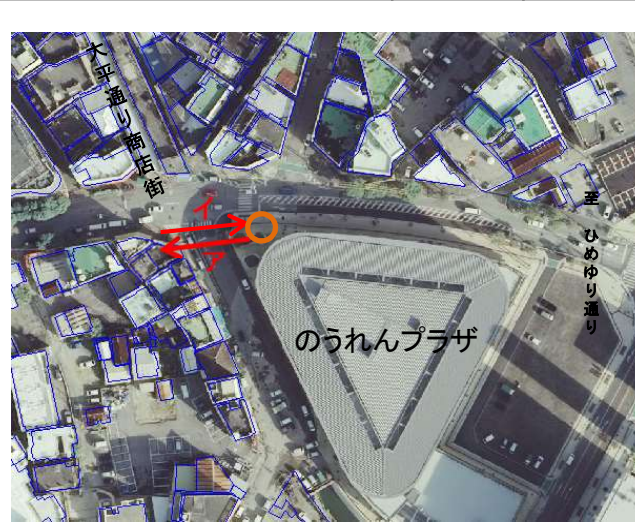 大平通り商店街
イ
ア
のうれんプラザ
至 ひめゆり通り